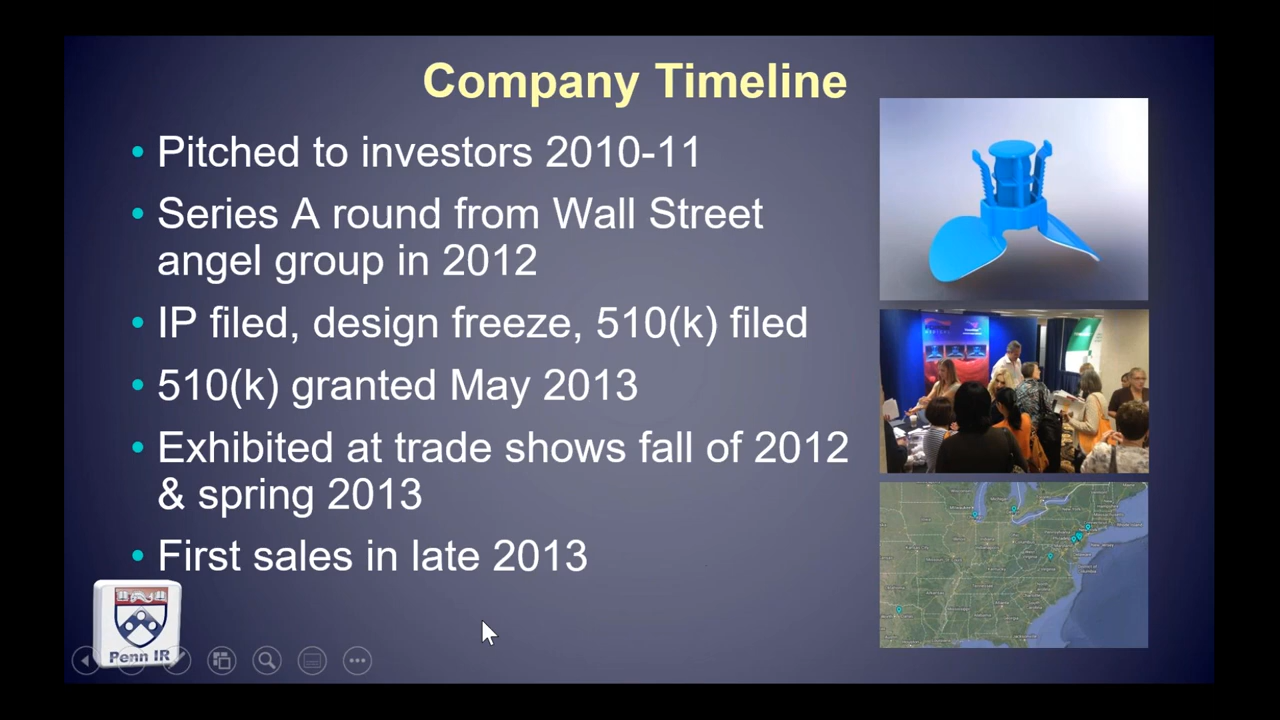 Company Timeline
• Pitched to investors 2010-11
• Series A round from Wall Street
angel group in 2012
• IP filed, design freeze, 510(k) filed
• 510(k) granted May 2013
• Exhibited at trade shows fall of 2012
& spring 2013
• First sales in late 2013
Penn IR